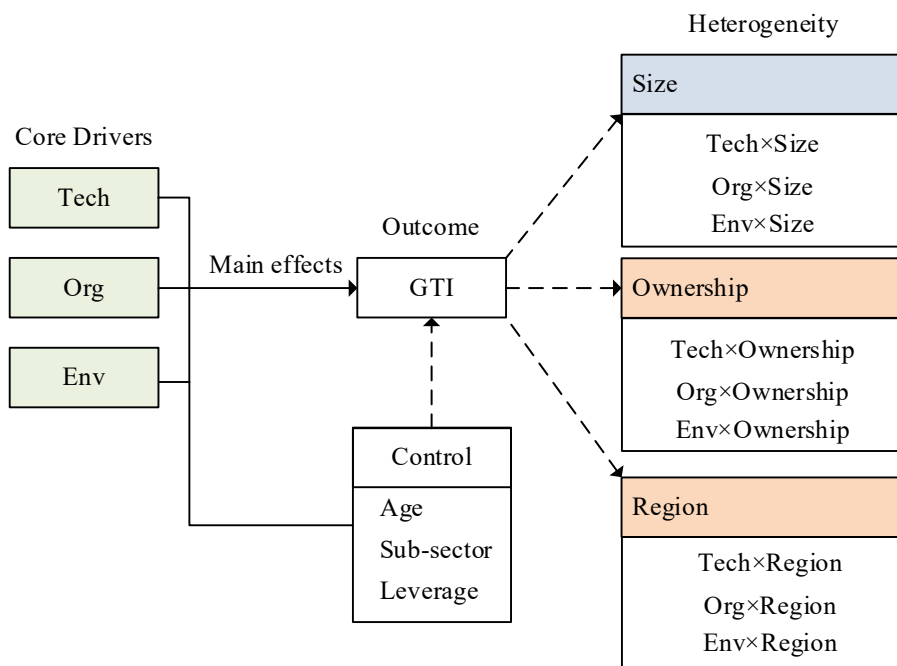 Core Drivers
Tech
Org
Env
Main effects
Outcome
GTI
Control
Age
Sub-sector
Leverage
Heterogeneity
Size
Tech×Size
Org×Size
Env×Size
Ownership
Tech×Ownership
Org×Ownership
Env×Ownership
Region
Tech×Region
Org×Region
Env×Region